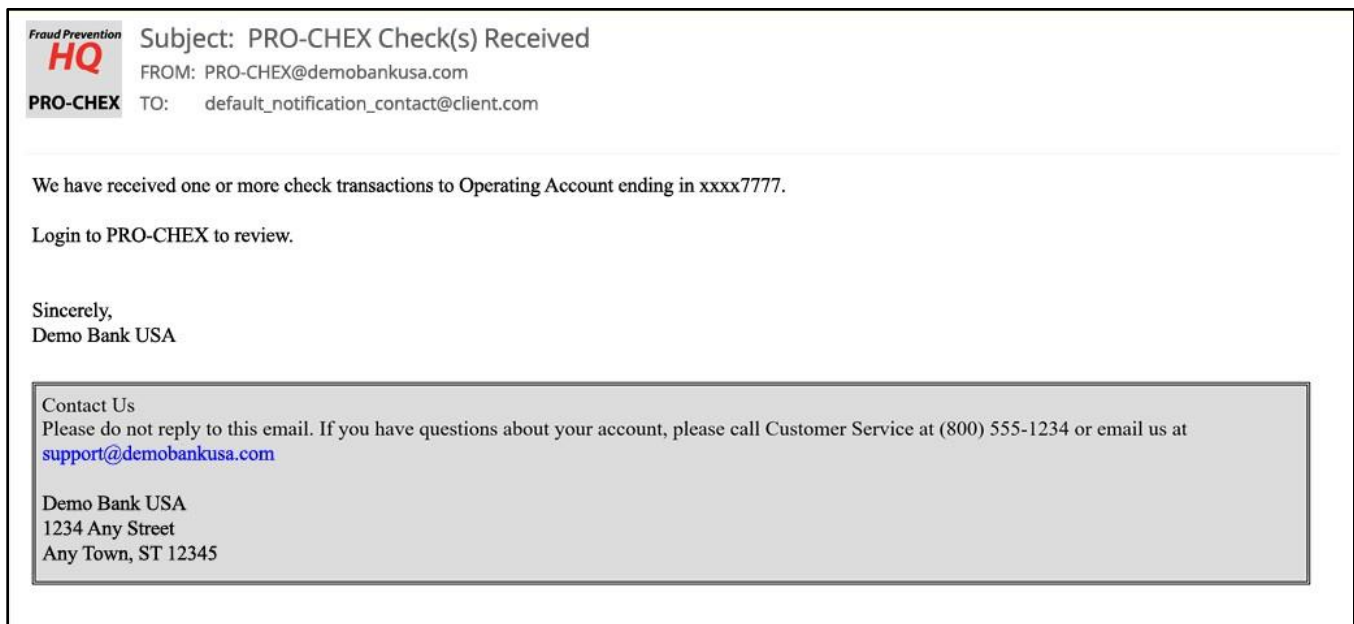 Fraud Prevention
HQ
PRO-CHEX
Subject: PRO-CHEX Check(s) Received
FROM: PRO-CHEX@demobankusa.com
TO: default_notification_contact@client.com
We have received one or more check transactions to Operating Account ending in xxxx7777.
Login to PRO-CHEX to review.
Sincerely,
Demo Bank USA
Contact Us
Please do not reply to this email. If you have questions about your account, please call Customer Service at (800) 555-1234 or email us at
support@demobankusa.com
Demo Bank USA
1234 Any Street
Any Town, ST 12345